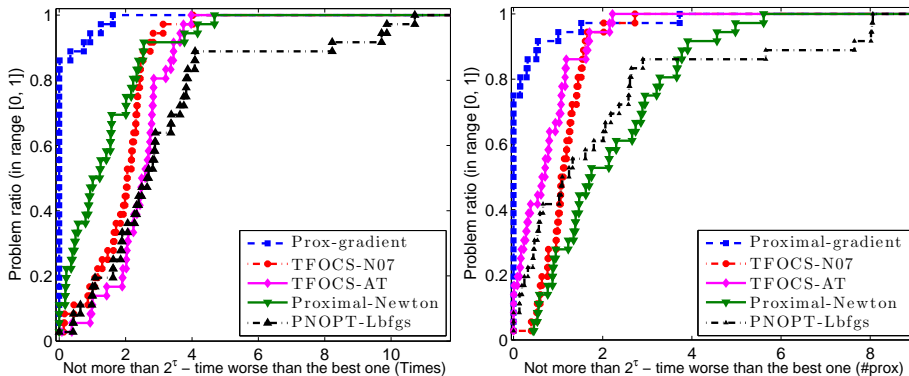 Problem ratio (in range [0, 1])
1
0.8
0.6
0.4
0.2
0
0 2 4 6 8 10
Not more than 2^τ − time worse than the best one (Times)
Prox-gradient
TFOCS-N07
TFOCS-AT
Proximal-Newton
PNOPT-Lbfgs
Problem ratio (in range [0, 1])
1
0.8
0.6
0.4
0.2
0
0 2 4 6 8
Not more than 2^τ − time worse than the best one (#prox)
Proximal-gradient
TFOCS-N07
TFOCS-AT
Proximal-Newton
PNOPT-Lbfgs